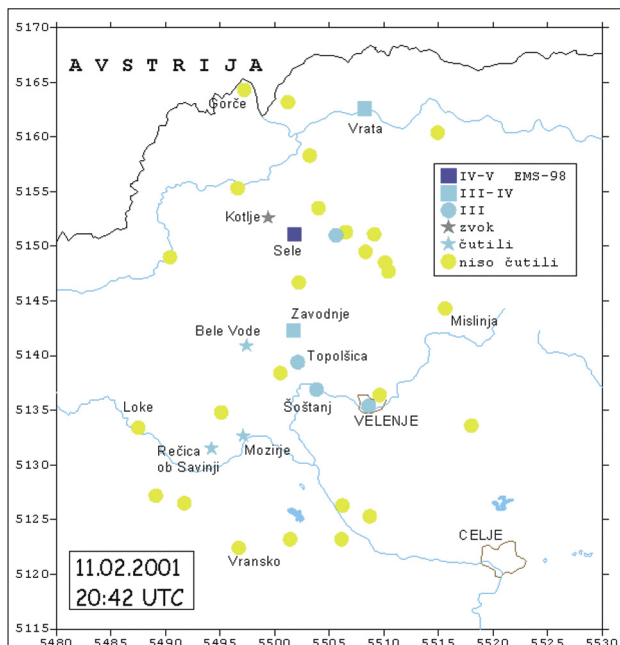 5170
A V S T R I J A
5165
Gorče
Vrata
5160
IV-V EMS-98
III-IV
III
zvok
čutili
niso čutili
5155
Kotlje
5150
Sele
5145
Zavodnje
Mislinja
Bele Vode
5140
Topolšica
Šoštanj
5135
Loke
VELENJE
Rečica
ob Savinji
Mozirje
5130
5125
CELJE
Vransko
5120
11.02.2001
20:42 UTC
5115
5480 5485 5490 5495 5500 5505 5510 5515 5520 5525 5530